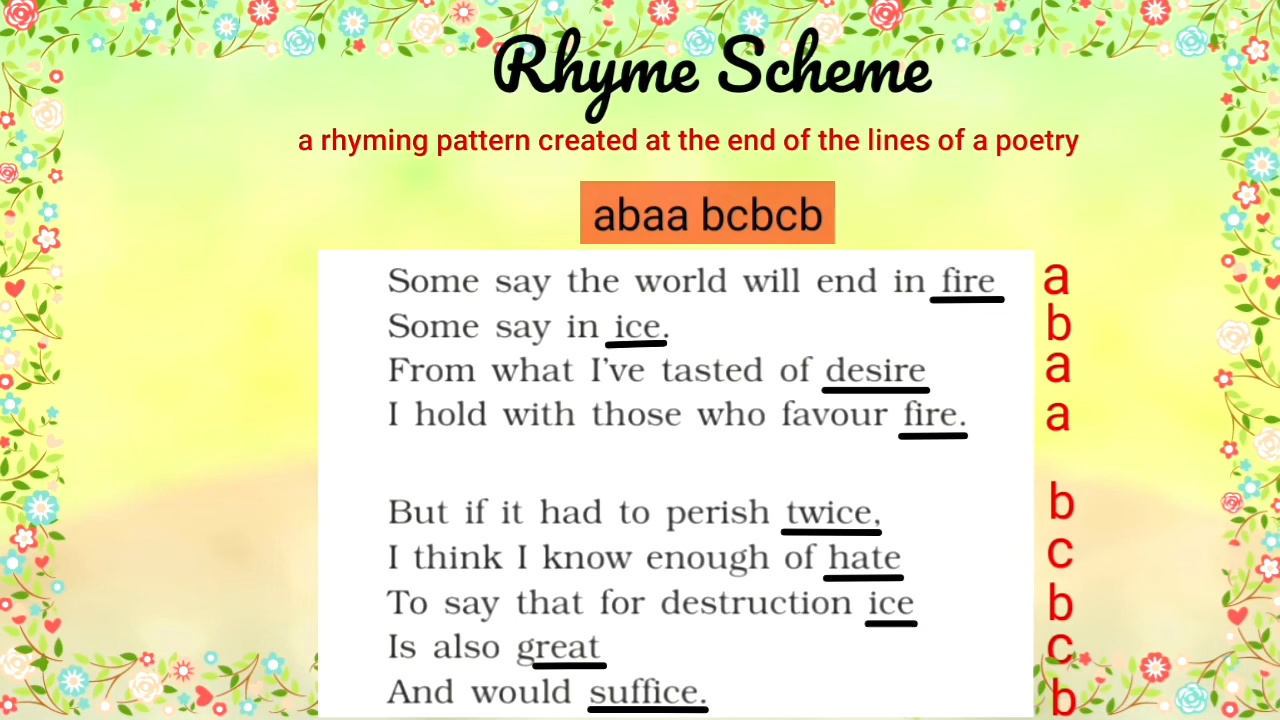 Rhyme Scheme
a rhyming pattern created at the end of the lines of a poetry
abaa bcbcb
Some say the world will end in fire a
Some say in ice. b
From what I've tasted of desire a
I hold with those who favour fire. a
But if it had to perish twice, b
I think I know enough of hate c
To say that for destruction ice b
Is also great c
And would suffice. b